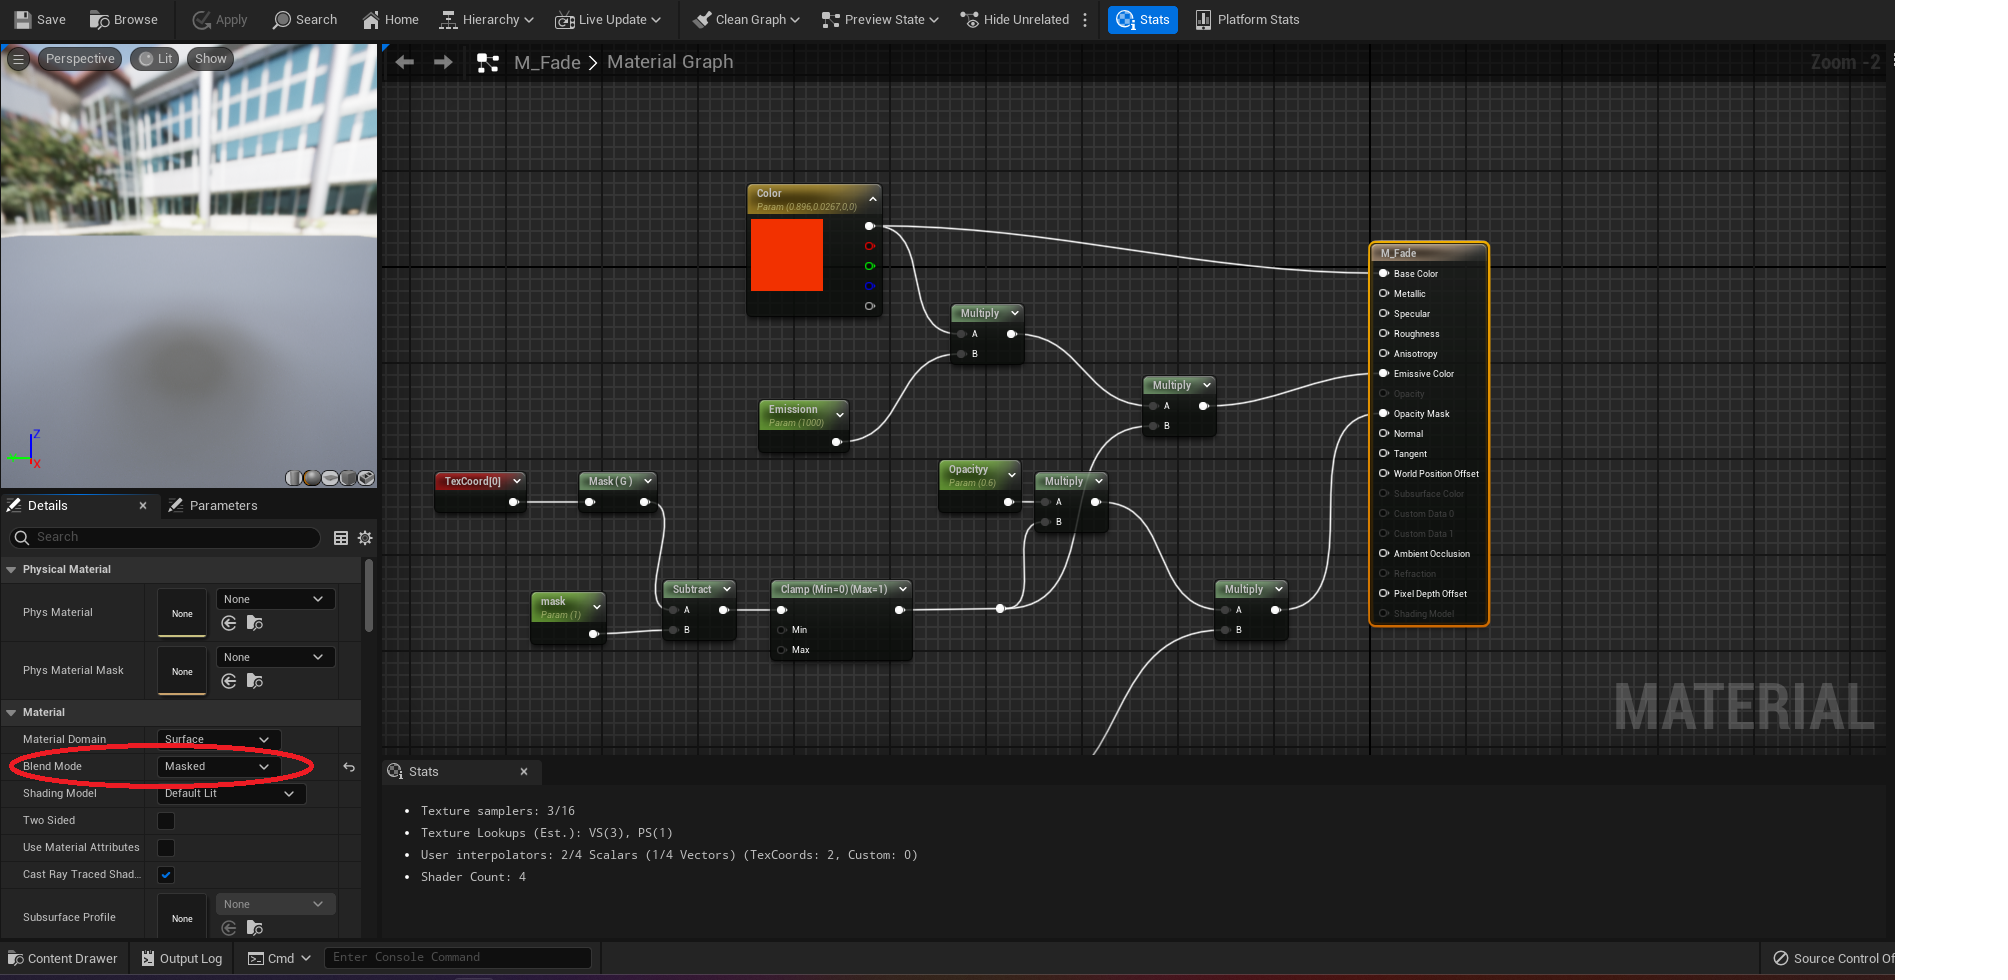 Save Browse Apply Search Home Hierarchy Live Update Clean Graph Preview State Hide Unrelated Stats Platform Stats
Perspective Lit Show
M_Fade > Material Graph
Zoom -2
Color
Param (0.896,0.0267,0,0)
M_Fade
Base Color
Metallic
Specular
Roughness
Anisotropy
Emissive Color
Opacity
Opacity Mask
Normal
Tangent
World Position Offset
Subsurface Color
Custom Data 0
Custom Data 1
Ambient Occlusion
Refraction
Pixel Depth Offset
Shading Model
Multiply
A
B
Multiply
A
B
Emissionn
Param (1000)
TexCoord[0]
Mask ( G )
Opacityy
Param (0.6)
Multiply
A
B
mask
Param (1)
Subtract
A
B
Clamp (Min=0) (Max=1)
Min
Max
Multiply
A
B
MATERIAL
Z
X
Details
Parameters
Search
Physical Material
Phys Material
None
None
Phys Material Mask
None
None
Material
Material Domain Surface
Blend Mode Masked
Shading Model Default Lit
Two Sided
Use Material Attributes
Cast Ray Traced Shad...
Subsurface Profile
None
None
Stats
Texture samplers: 3/16
Texture Lookups (Est.): VS(3), PS(1)
User interpolators: 2/4 Scalars (1/4 Vectors) (TexCoords: 2, Custom: 0)
Shader Count: 4
Content Drawer Output Log Cmd Enter Console Command Source Control Of